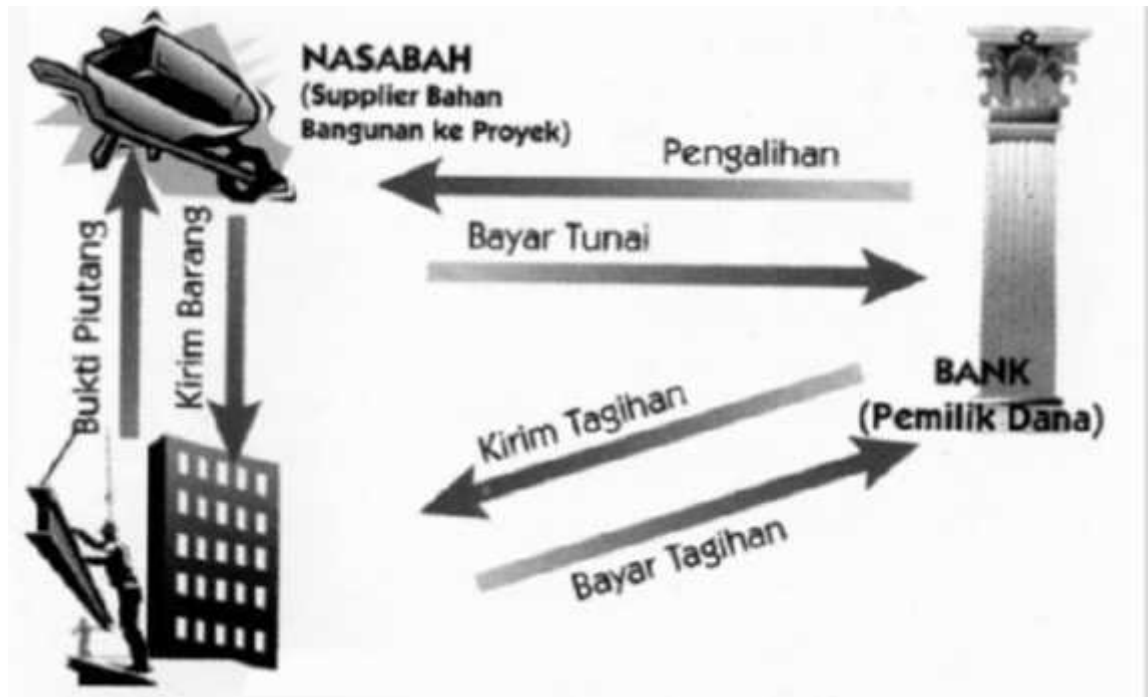 NASABAH
(Supplier Bahan
Bangunan ke Proyek)
Pengalihan
Bayar Tunai
Bukti Piutang
Kirim Barang
BANK
(Pemilik Dana)
Kirim Tagihan
Bayar Tagihan